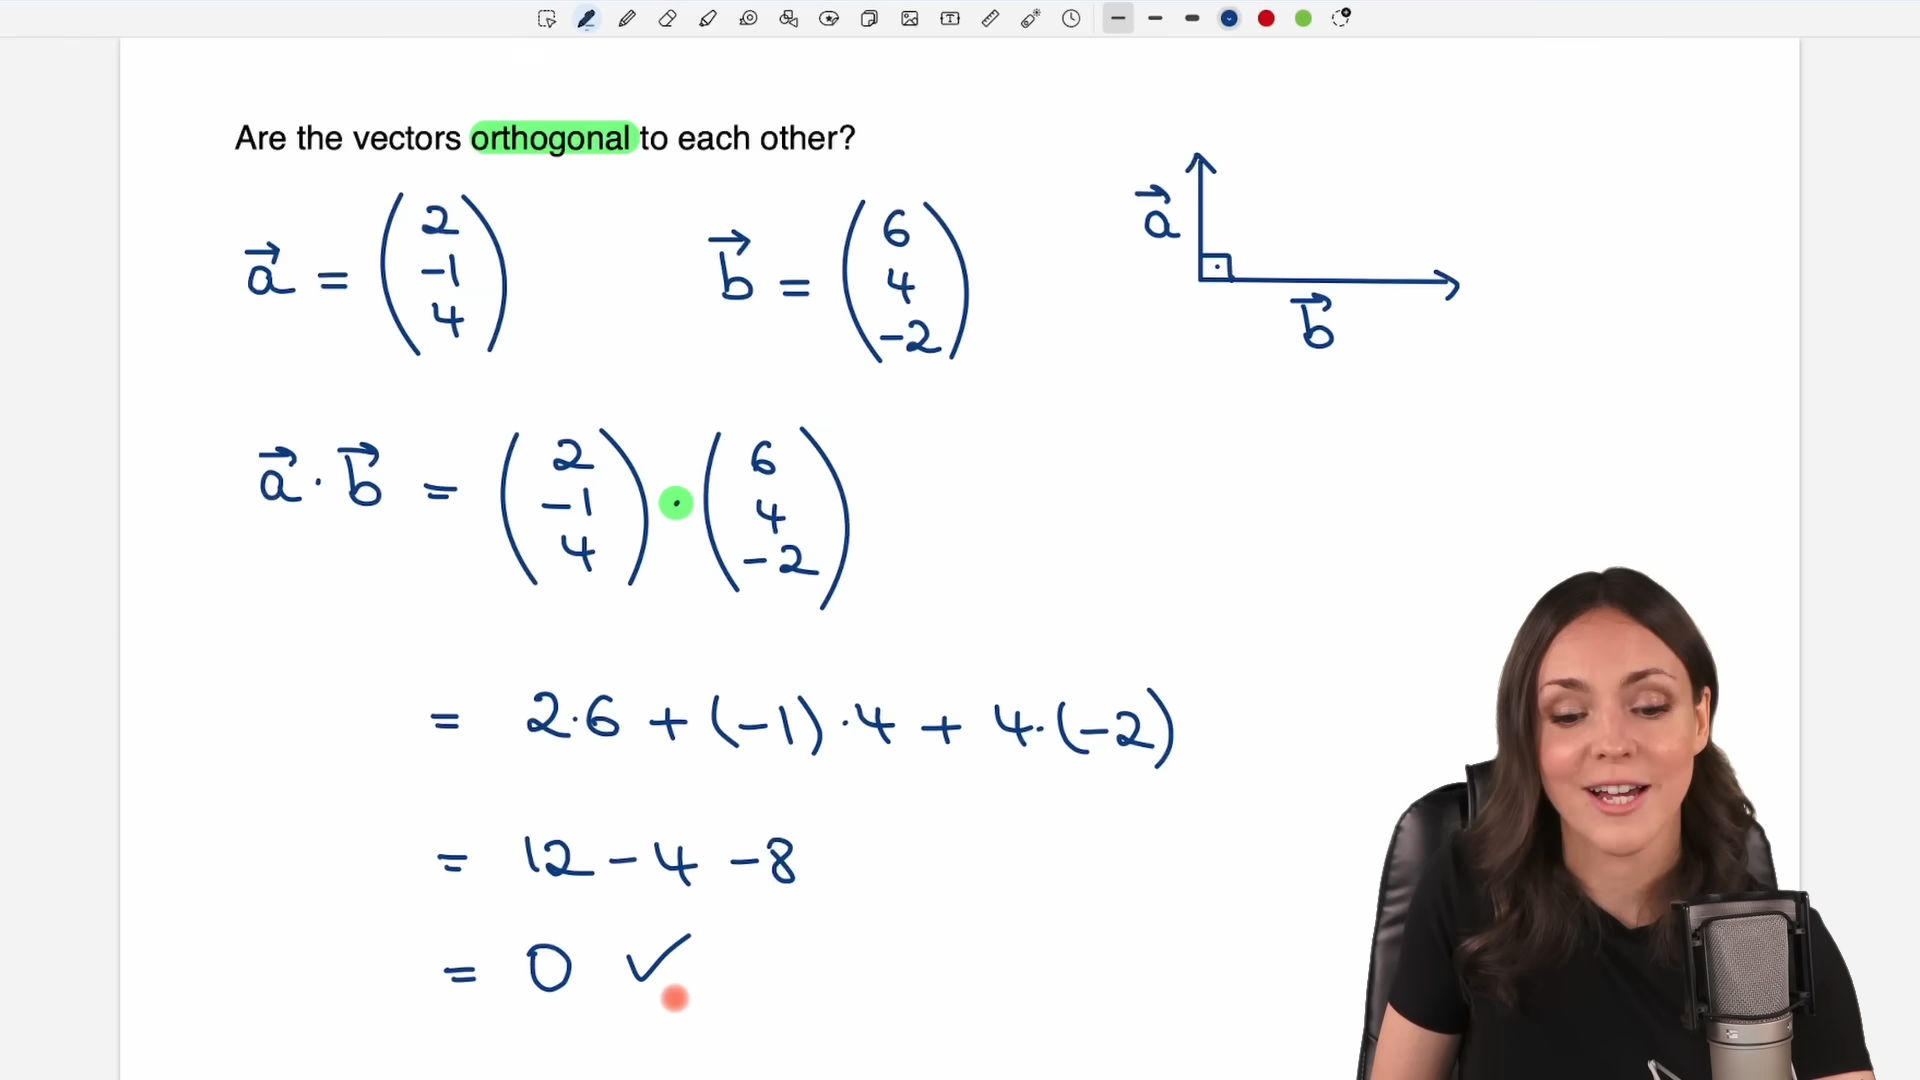 Are the vectors orthogonal to each other?
a⃗ = (2 -1 4)
b⃗ = (6 4 -2)
a⃗
b⃗
a⃗ · b⃗ = (2 -1 4) · (6 4 -2)
= 2·6 + (-1)·4 + 4·(-2)
= 12 - 4 - 8
= 0 ✓